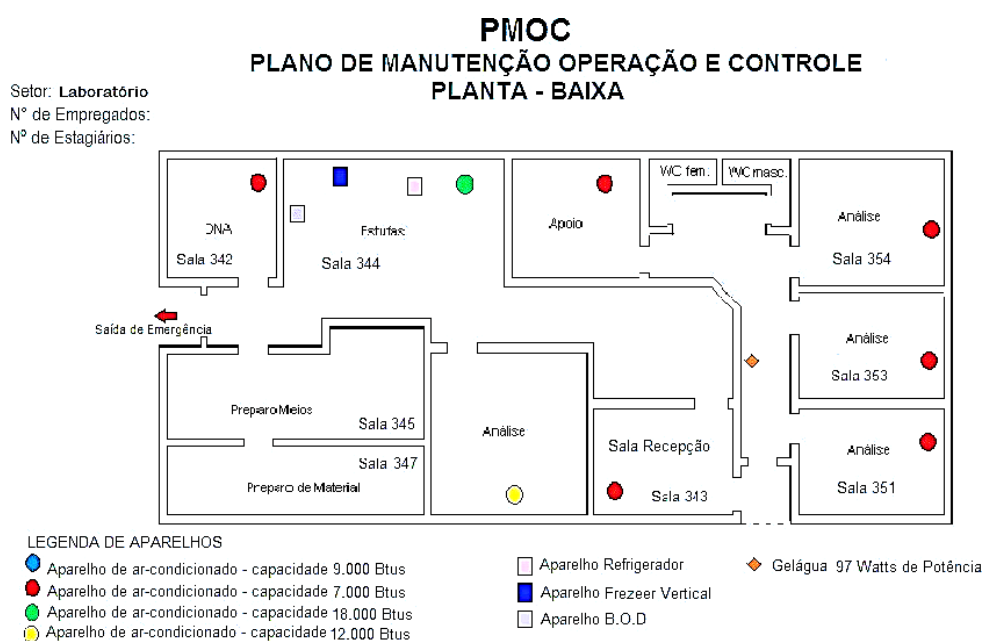 PMOC
PLANO DE MANUTENÇÃO OPERAÇÃO E CONTROLE
PLANTA - BAIXA
Setor: Laboratório
N° de Empregados:
Nº de Estagiários:
WC fem.
WC masc.
DNA
Sala 342
Estufas
Sala 344
Apoio
Análise
Sala 354
Saída de Emergência
Análise
Sala 353
Preparo Meios
Sala 345
Análise
Sala Recepção
Sala 343
Análise
Sala 351
Sala 347
Preparo de Material
LEGENDA DE APARELHOS
Aparelho de ar-condicionado - capacidade 9.000 Btus
Aparelho de ar-condicionado - capacidade 7.000 Btus
Aparelho de ar-condicionado - capacidade 18.000 Btus
Aparelho de ar-condicionado - capacidade 12.000 Btus
Aparelho Refrigerador
Aparelho Frezeer Vertical
Aparelho B.O.D
Gelágua 97 Watts de Potência